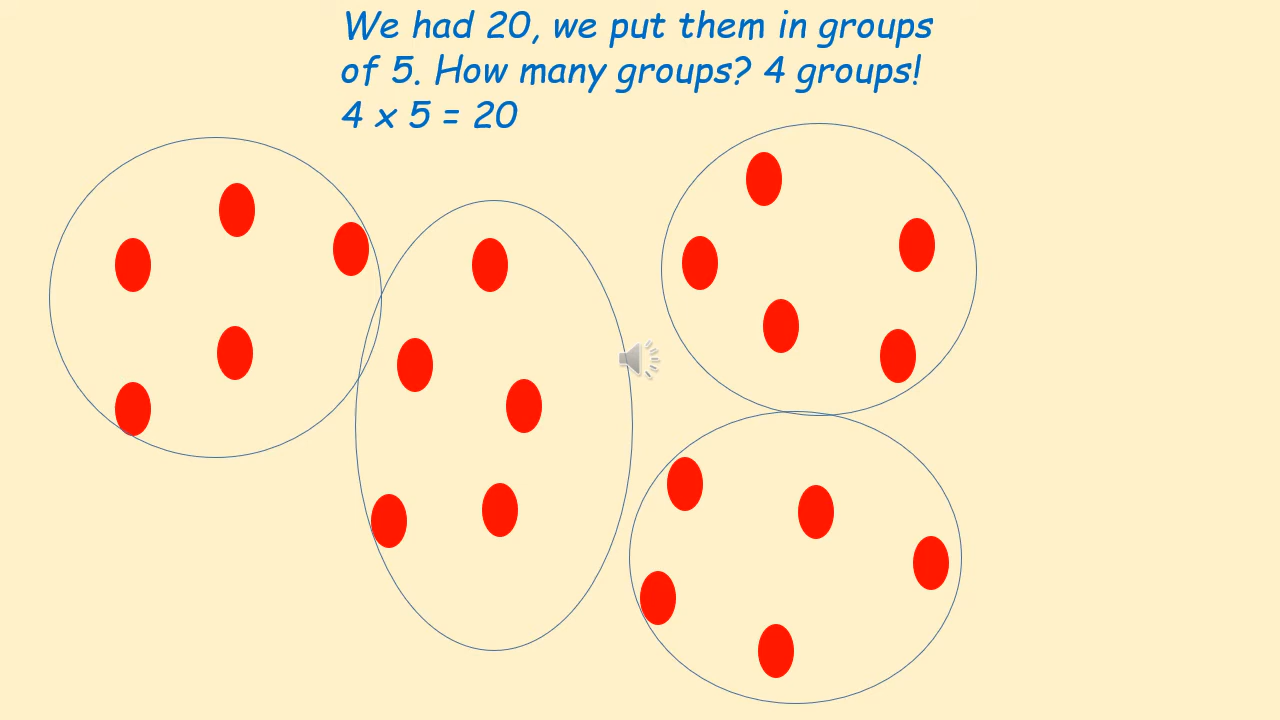 We had 20, we put them in groups
of 5. How many groups? 4 groups!
4 x 5 = 20